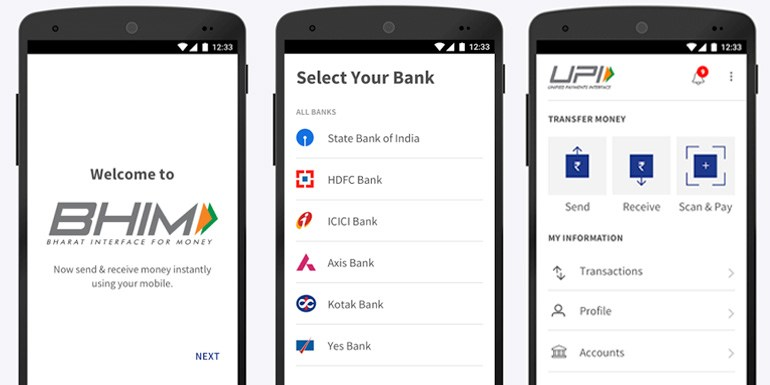 12:33
Welcome to
BHIM
BHARAT INTERFACE FOR MONEY
Now send & receive money instantly
using your mobile.
NEXT
12:33
Select Your Bank
ALL BANKS
State Bank of India
HDFC Bank
ICICI Bank
Axis Bank
Kotak Bank
Yes Bank
12:33
UPI
UNIFIED PAYMENTS INTERFACE
9
TRANSFER MONEY
₹
₹
+
Send
Receive
Scan & Pay
MY INFORMATION
Transactions
Profile
Accounts